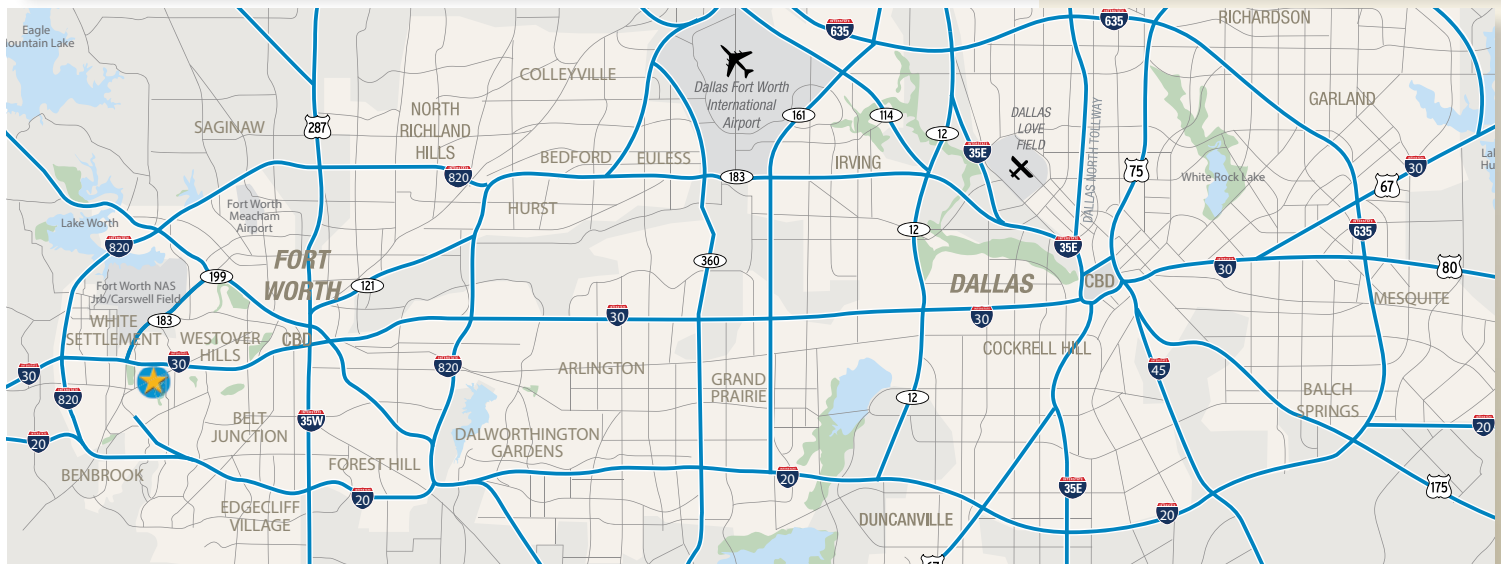 Eagle
ountain Lake
635
635
RICHARDSON
COLLEYVILLE
Dallas Fort Worth
International
Airport
287
SAGINAW
NORTH
RICHLAND
HILLS
161
114
12
DALLAS
LOVE
FIELD
DALLAS NORTH TOLLWAY
GARLAND
35E
75
30
BEDFORD
EULESS
IRVING
820
183
White Rock Lake
67
HURST
Fort Worth
Meacham
Airport
Lake Worth
820
12
635
35E
FORT
WORTH
360
199
121
30
80
Fort Worth NAS
Jrb/Carswell Field
DALLAS
CBD
MESQUITE
183
WHITE
SETTLEMENT
WESTOVER
HILLS
CBD
30
30
COCKRELL HILL
30
30
820
ARLINGTON
45
GRAND
PRAIRIE
820
12
BALCH
SPRINGS
BELT
JUNCTION
35W
20
DALWORTHINGTON
GARDENS
20
BENBROOK
FOREST HILL
20
20
35E
175
EDGECLIFF
VILLAGE
DUNCANVILLE
20